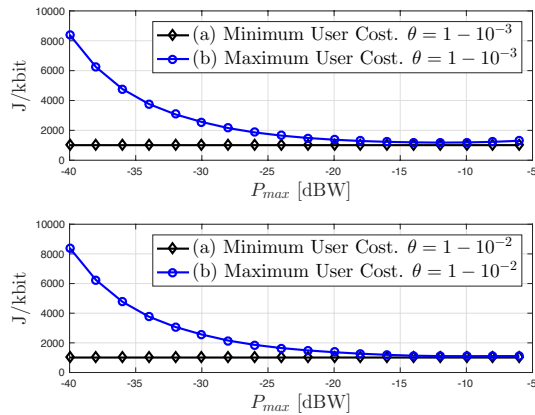 10000
8000
6000
4000
2000
0
J/kbit
(a) Minimum User Cost. θ = 1 − 10⁻³
(b) Maximum User Cost. θ = 1 − 10⁻³
-40 -35 -30 -25 -20 -15 -10 -5
P_max [dBW]
10000
8000
6000
4000
2000
0
J/kbit
(a) Minimum User Cost. θ = 1 − 10⁻²
(b) Maximum User Cost. θ = 1 − 10⁻²
-40 -35 -30 -25 -20 -15 -10 -5
P_max [dBW]